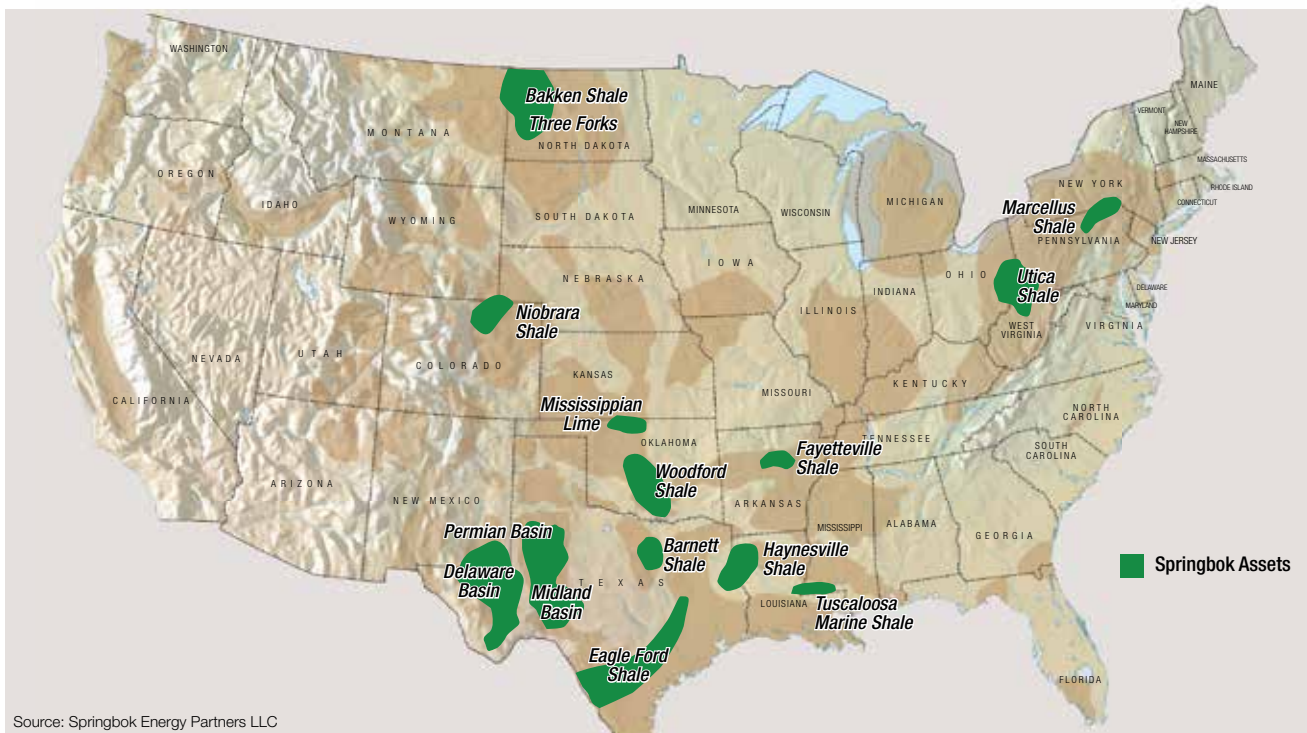 WASHINGTON
MAINE
MONTANA
Bakken Shale
Three Forks
NORTH DAKOTA
VERMONT
NEW
HAMPSHIRE
MASSACHUSETTS
RHODE ISLAND
CONNECTICUT
OREGON
IDAHO
WYOMING
SOUTH DAKOTA
MINNESOTA
WISCONSIN
MICHIGAN
NEW YORK
Marcellus
Shale
PENNSYLVANIA
NEW JERSEY
NEBRASKA
IOWA
ILLINOIS
INDIANA
OHIO
Utica
Shale
DELAWARE
MARYLAND
WEST
VIRGINIA
VIRGINIA
Niobrara
Shale
NEVADA
UTAH
COLORADO
KANSAS
MISSOURI
KENTUCKY
CALIFORNIA
Mississippian
Lime
OKLAHOMA
TENNESSEE
NORTH
CAROLINA
SOUTH
CAROLINA
Fayetteville
Shale
Woodford
Shale
ARIZONA
NEW MEXICO
ARKANSAS
MISSISSIPPI
ALABAMA
GEORGIA
Permian Basin
Delaware
Basin
Midland
Basin
TEXAS
Barnett
Shale
Haynesville
Shale
LOUISIANA
Tuscaloosa
Marine Shale
Springbok Assets
Eagle Ford
Shale
FLORIDA
Source: Springbok Energy Partners LLC